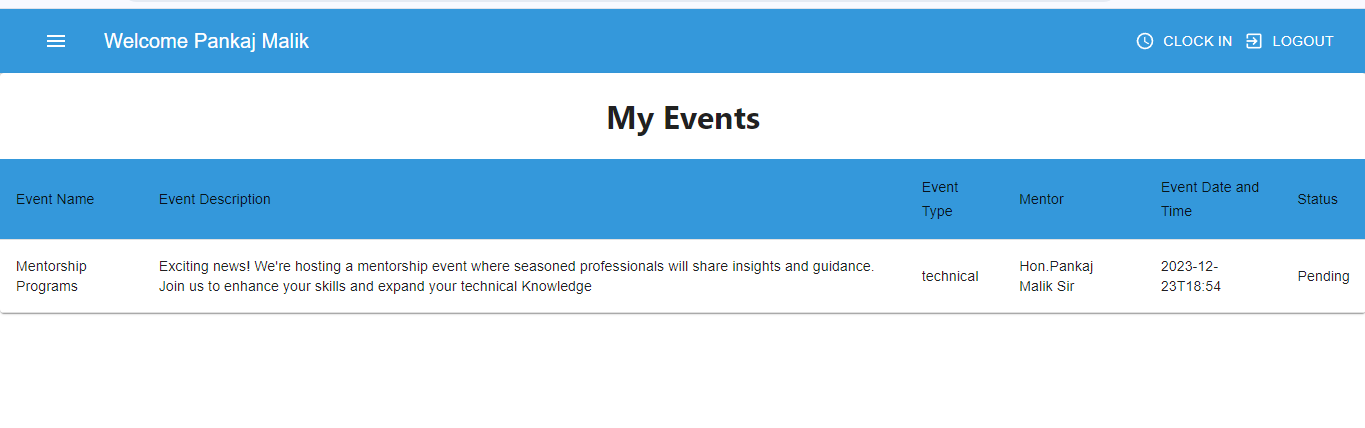 Welcome Pankaj Malik
CLOCK IN
LOGOUT
My Events
Event Name
Event Description
Event
Type
Mentor
Event Date and
Time
Status
Mentorship
Programs
Exciting news! We're hosting a mentorship event where seasoned professionals will share insights and guidance.
Join us to enhance your skills and expand your technical Knowledge
technical
Hon.Pankaj
Malik Sir
2023-12-
23T18:54
Pending